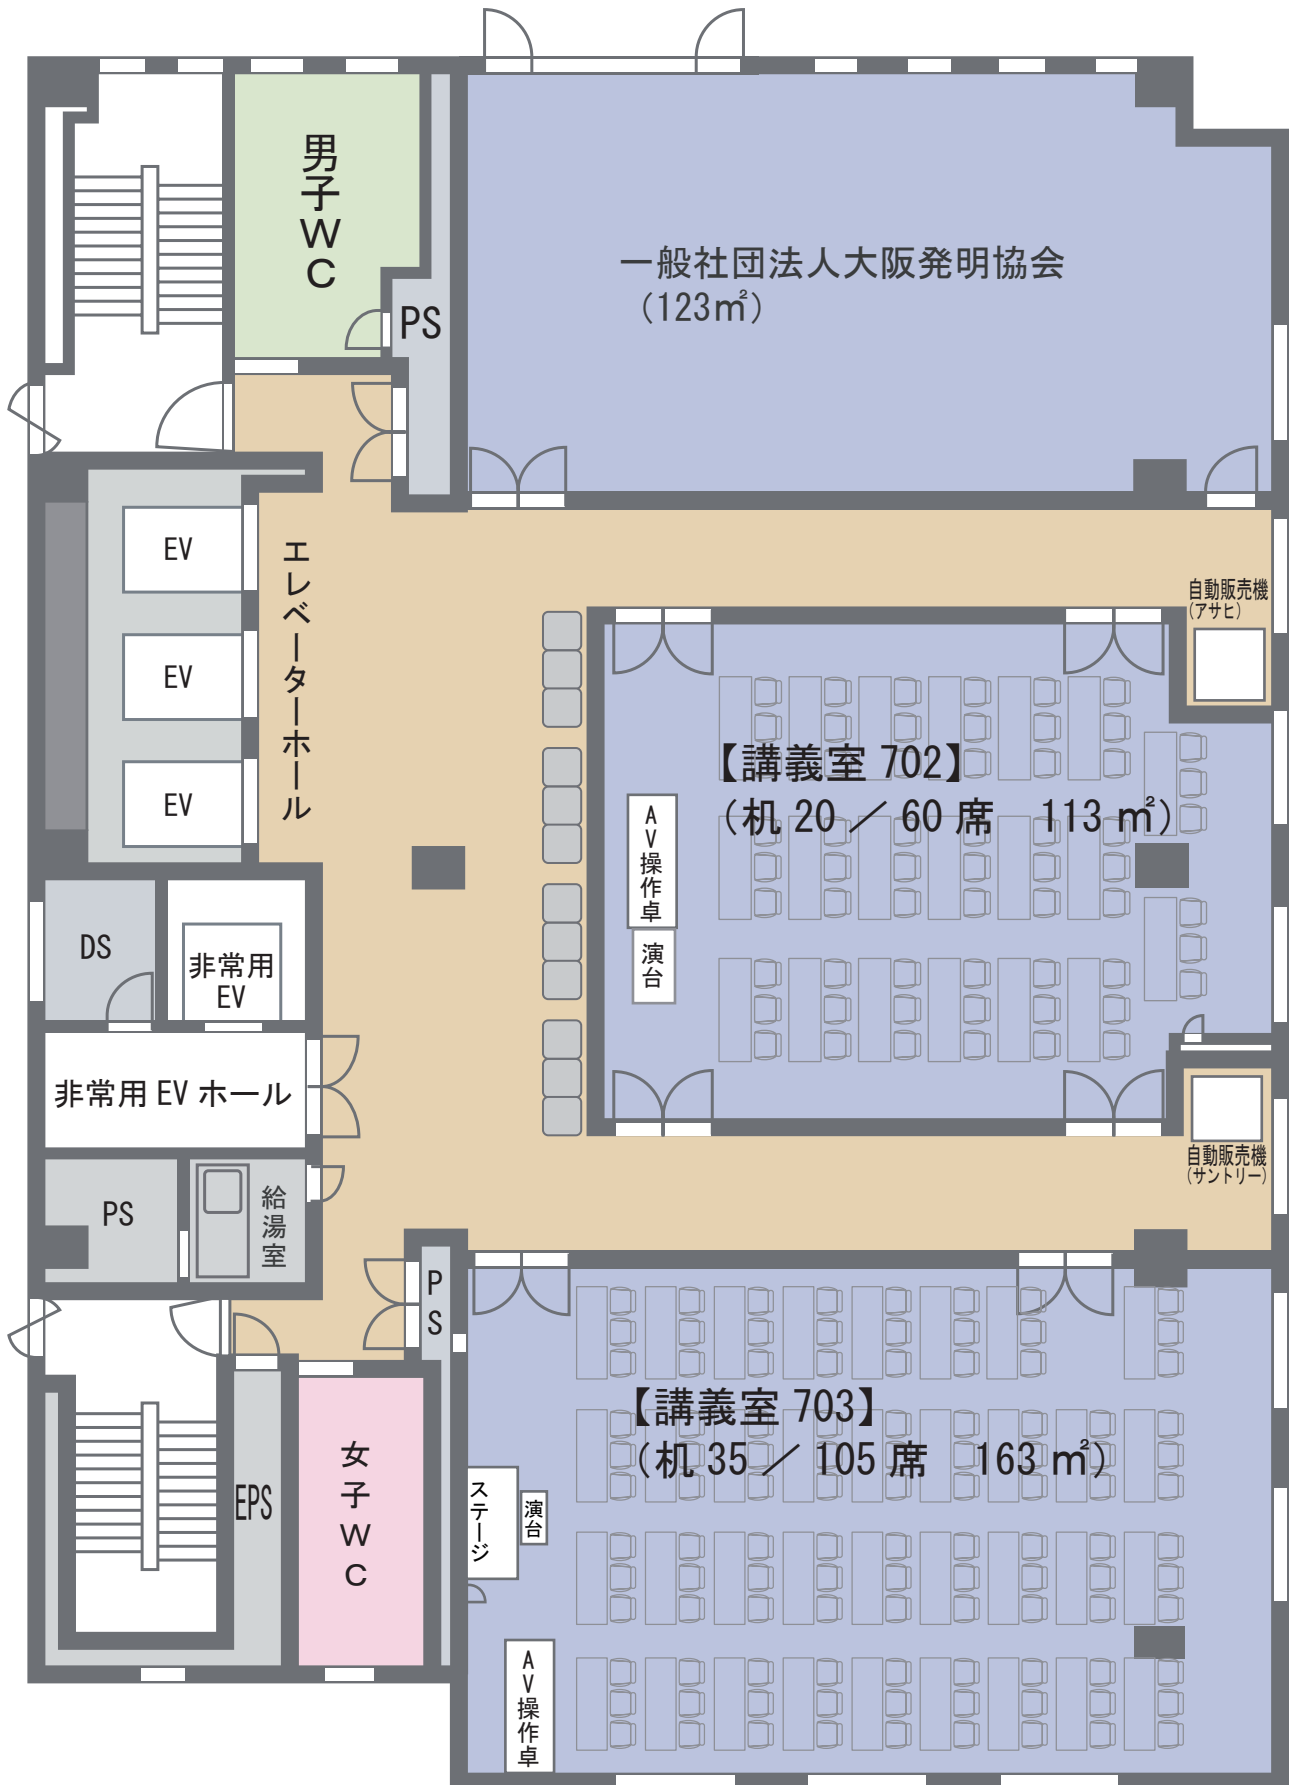 男子WC
PS
一般社団法人大阪発明協会
（123㎡）
EV
EV
EV
エレベーターホール
自動販売機
(アサヒ)
【講義室 702】
（机 20 ／ 60 席　113 ㎡）
AV操作卓
演台
DS
非常用
EV
非常用 EV ホール
PS
給湯室
自動販売機
(サントリー)
PS
【講義室 703】
（机 35 ／ 105 席　163 ㎡）
EPS
女子WC
ステージ
演台
AV操作卓